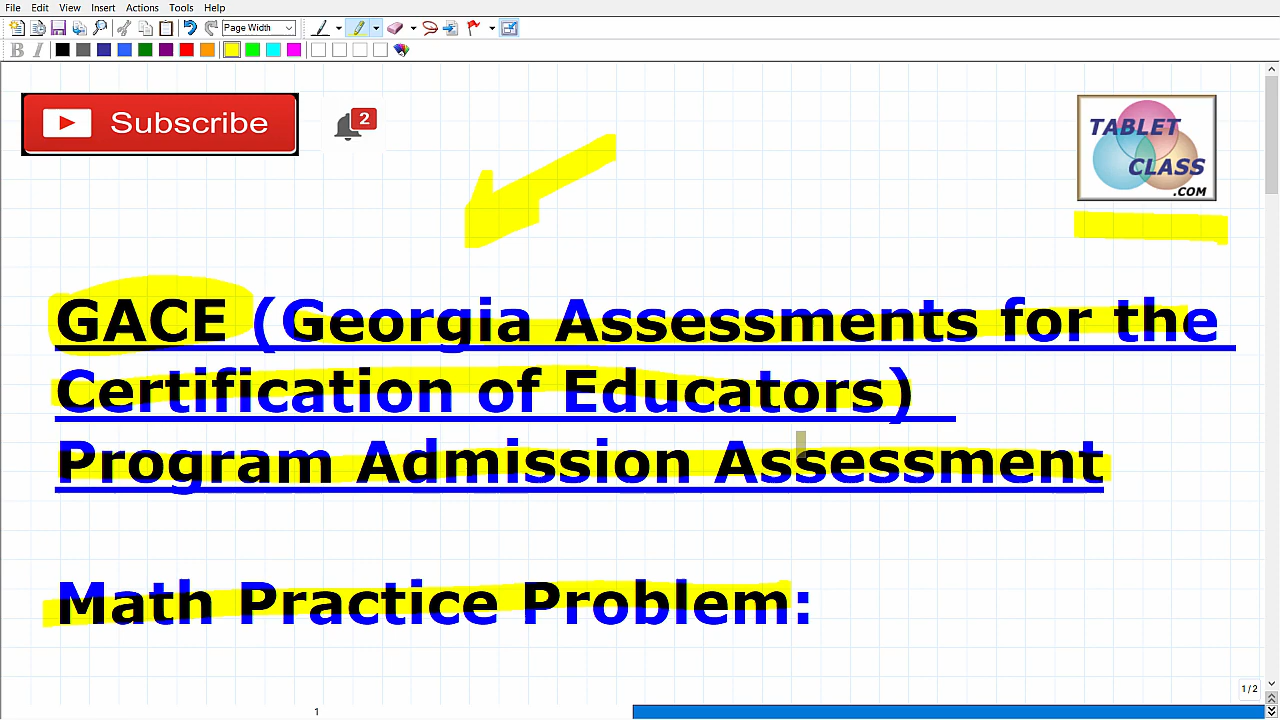 File Edit View Insert Actions Tools Help
Page Width
B I
Subscribe
2
TABLET
CLASS
.COM
GACE (Georgia Assessments for the
Certification of Educators)
Program Admission Assessment
Math Practice Problem:
1/2
1